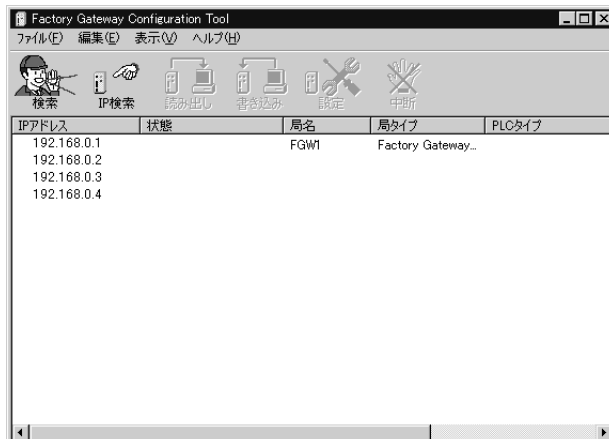 Factory Gateway Configuration Tool
ファイル(F) 編集(E) 表示(V) ヘルプ(H)
検索 IP検索 読み出し 書き込み 設定 中断
IPアドレス 状態 局名 局タイプ PLCタイプ
192.168.0.1 FGW1 Factory Gateway...
192.168.0.2
192.168.0.3
192.168.0.4